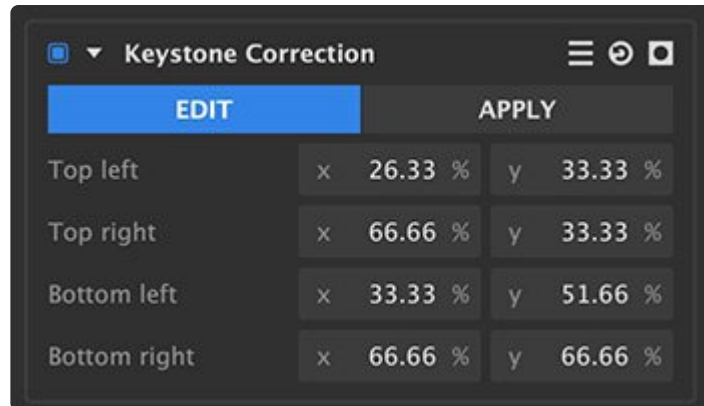 Keystone Correction
EDIT APPLY
Top left x 26.33 % y 33.33 %
Top right x 66.66 % y 33.33 %
Bottom left x 33.33 % y 51.66 %
Bottom right x 66.66 % y 66.66 %